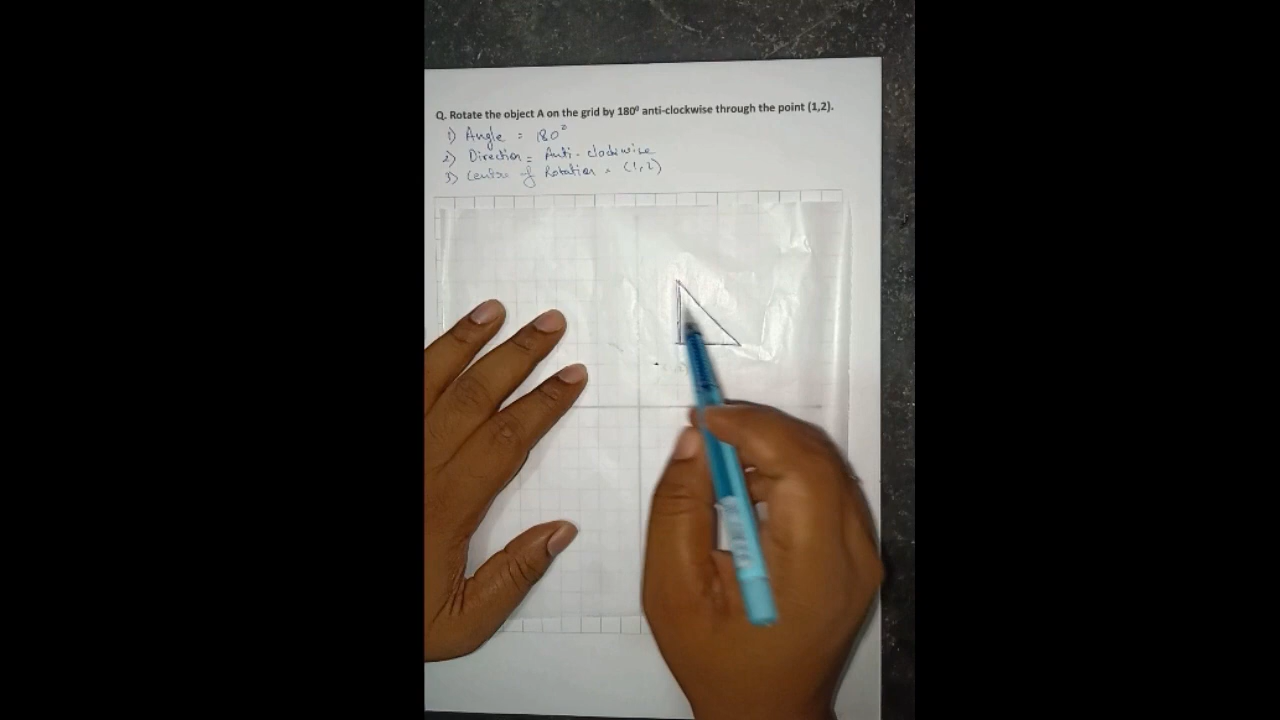 Q. Rotate the object A on the grid by 180⁰ anti-clockwise through the point (1,2).
1) Angle = 180°
2) Direction = Anti-clockwise
3) Centre of Rotation = (1,2)